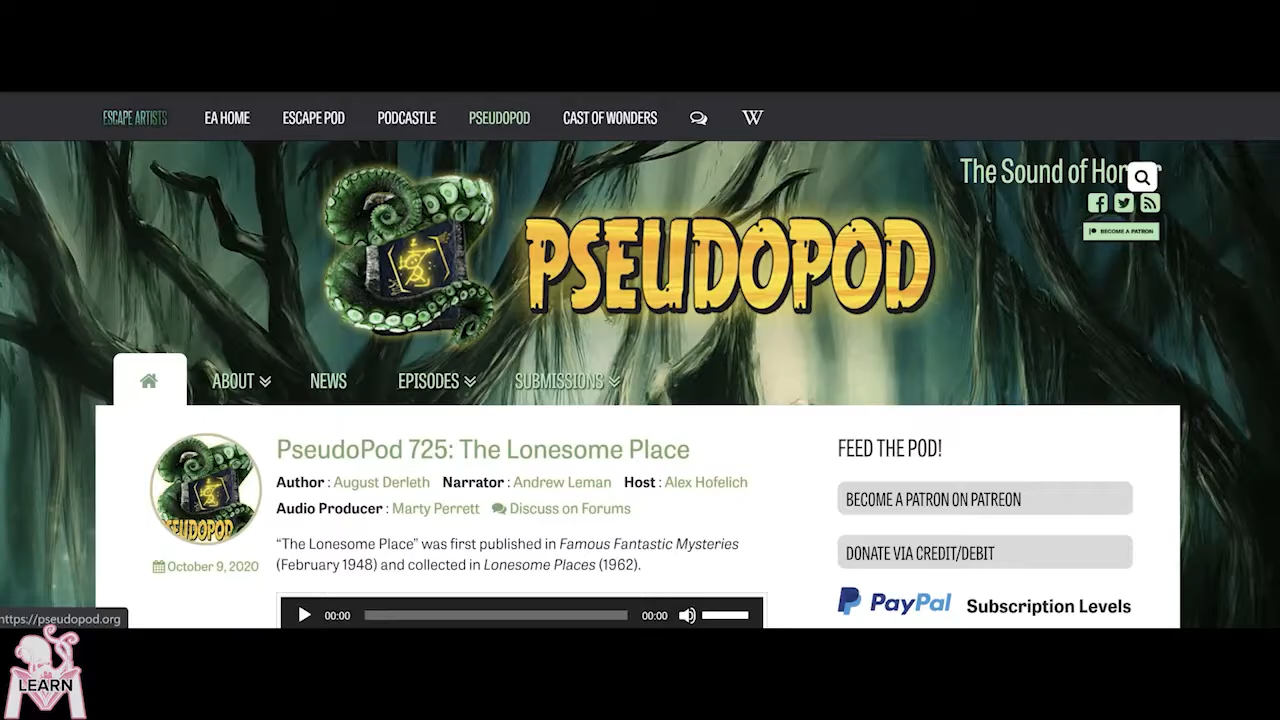 ESCAPE ARTISTS EA HOME ESCAPE POD PODCASTLE PSEUDOPOD CAST OF WONDERS W
The Sound of
BECOME A PATRON
PSEUDOPOD
ABOUT NEWS EPISODES SUBMISSIONS
PseudoPod 725: The Lonesome Place
Author : August Derleth Narrator : Andrew Leman Host : Alex Hofelich
Audio Producer : Marty Perrett Discuss on Forums
“The Lonesome Place” was first published in Famous Fantastic Mysteries
(February 1948) and collected in Lonesome Places (1962).
PSEUDOPOD
October 9, 2020
00:00 00:00
FEED THE POD!
BECOME A PATRON ON PATREON
DONATE VIA CREDIT/DEBIT
PayPal Subscription Levels
https://pseudopod.org
LEARN